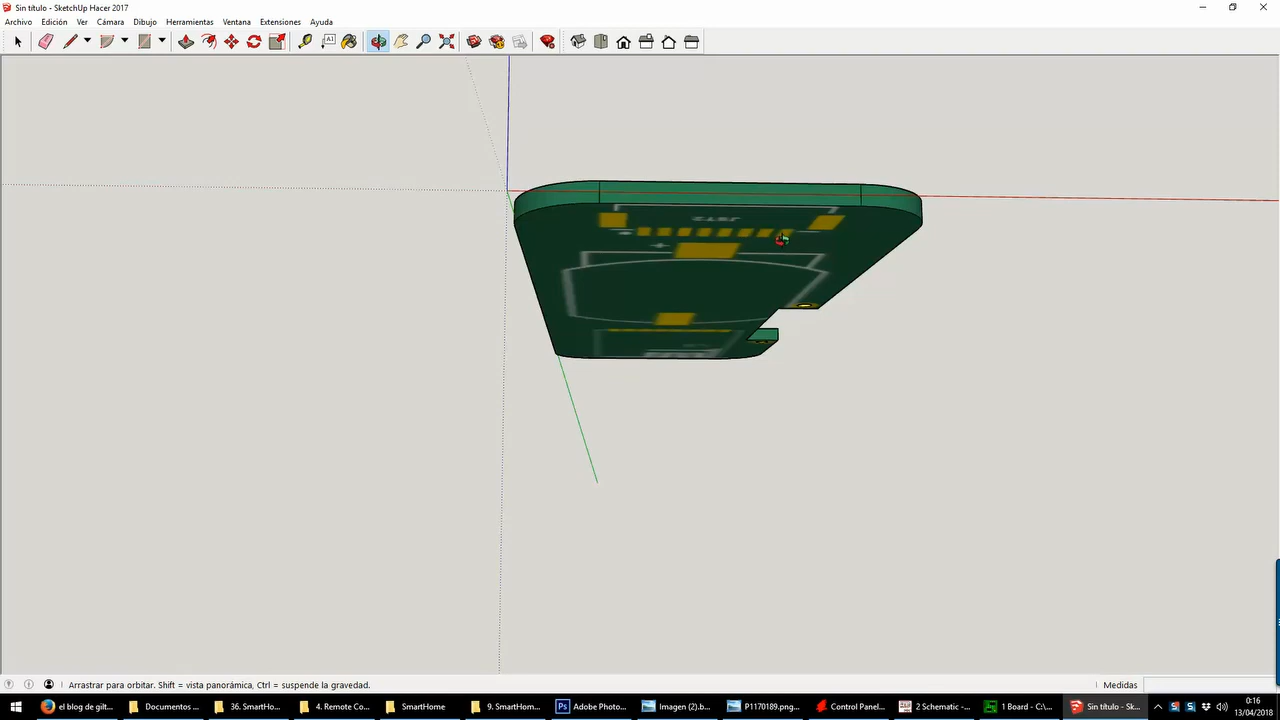 Sin título - SketchUp Hacer 2017
Archivo Edición Ver Cámara Dibujo Herramientas Ventana Extensiones Ayuda
A1
Arrastrar para orbitar. Shift = vista panorámica, Ctrl = suspende la gravedad.
Medidas
el blog de gilt...
Documentos ...
36. SmartHo...
4. Remote Co...
SmartHome
9. SmartHom...
Adobe Photo...
Imagen (2).b...
P1170189.png...
Control Panel...
2 Schematic - ...
1 Board - C:\...
Sin título - Sk...
0:16
13/04/2018